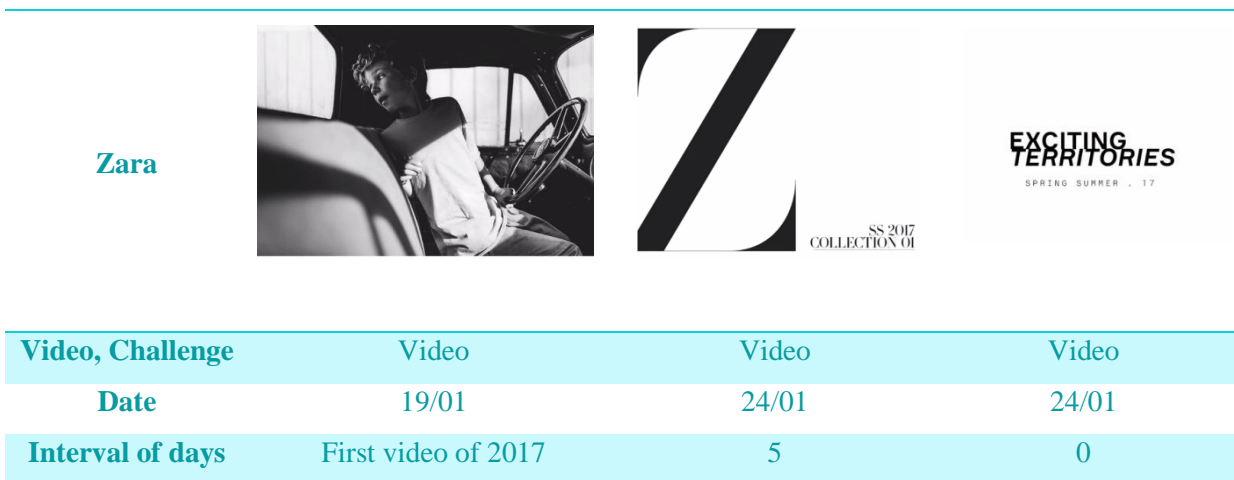 Zara
Z
SS 2017
COLLECTION 01
EXCITING
TERRITORIES
SPRING SUMMER . 17
Video, Challenge Video Video Video
Date 19/01 24/01 24/01
Interval of days First video of 2017 5 0